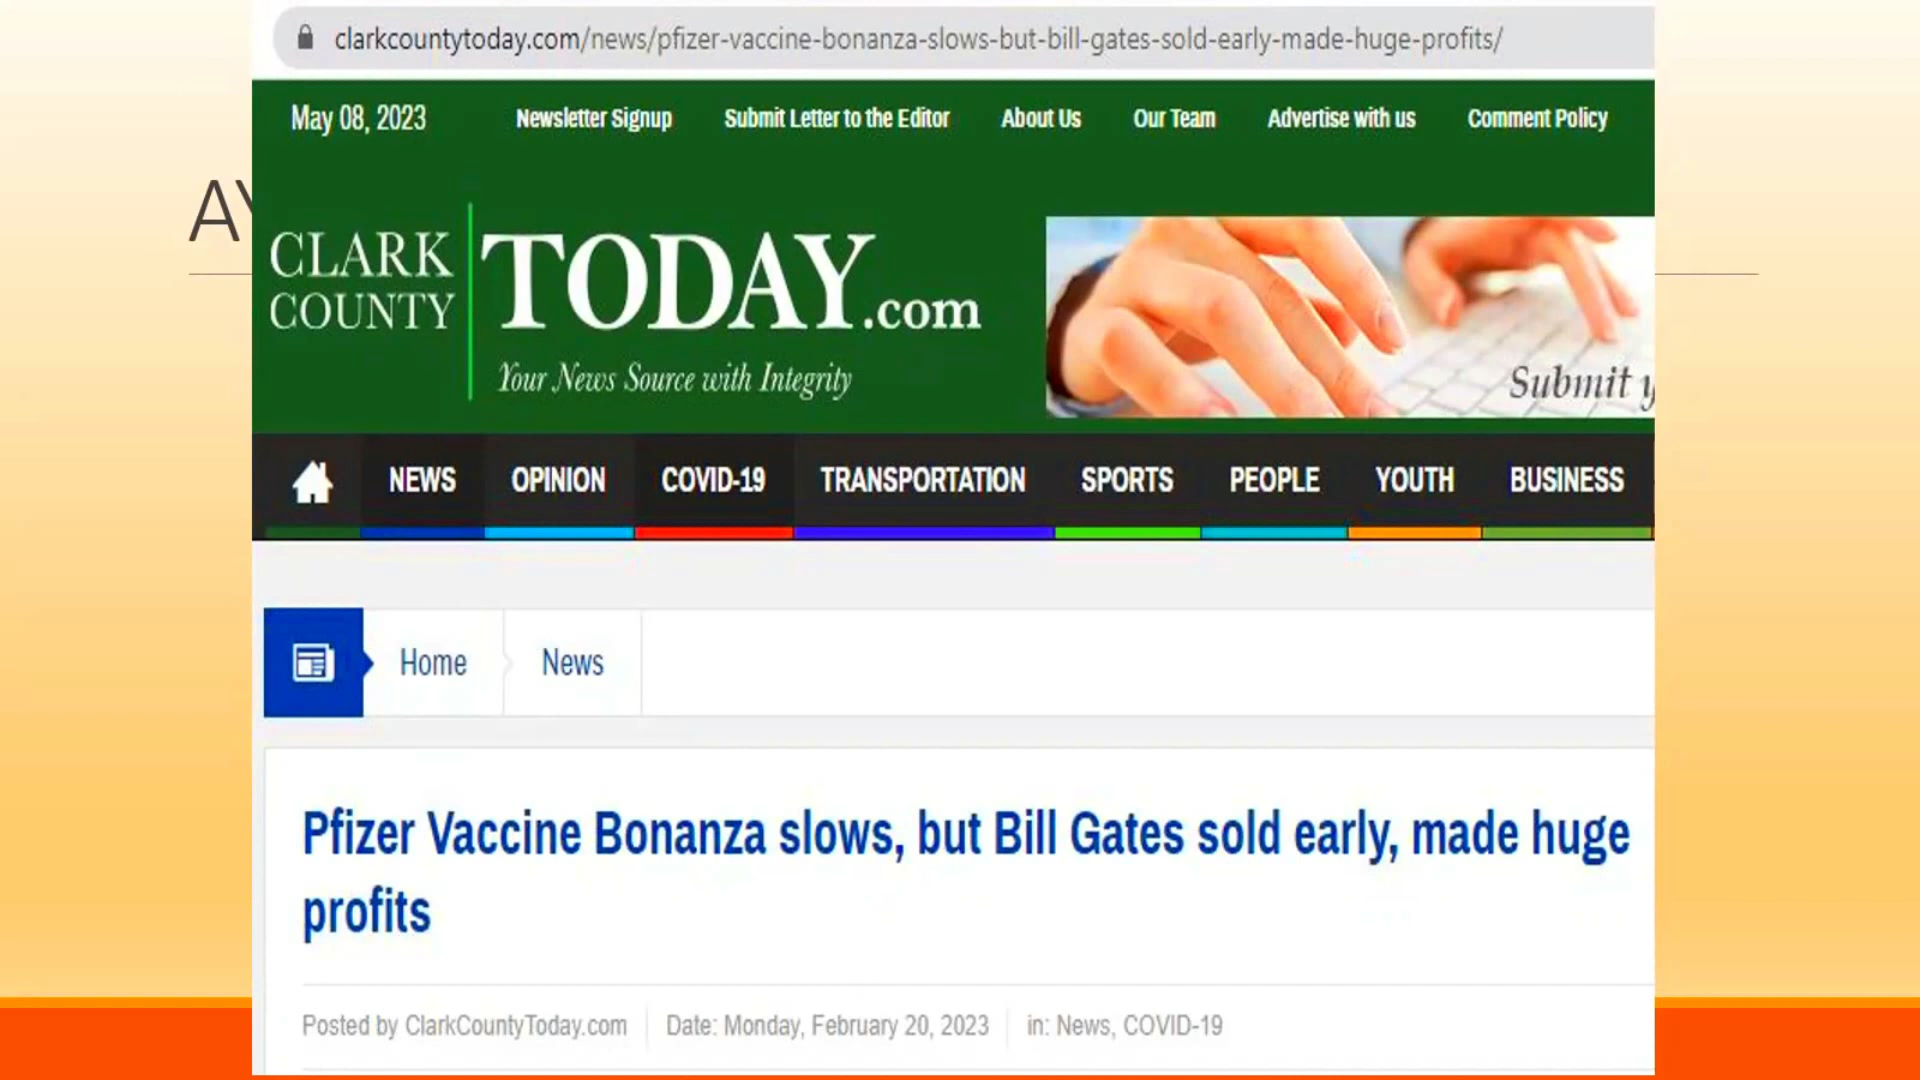 clarkcountytoday.com/news/pfizer-vaccine-bonanza-slows-but-bill-gates-sold-early-made-huge-profits/
May 08, 2023 Newsletter Signup Submit Letter to the Editor About Us Our Team Advertise with us Comment Policy
CLARK COUNTY TODAY.com
Your News Source with Integrity
Submit
NEWS OPINION COVID-19 TRANSPORTATION SPORTS PEOPLE YOUTH BUSINESS
Home News
Pfizer Vaccine Bonanza slows, but Bill Gates sold early, made huge
profits
Posted by ClarkCountyToday.com Date: Monday, February 20, 2023 in: News, COVID-19